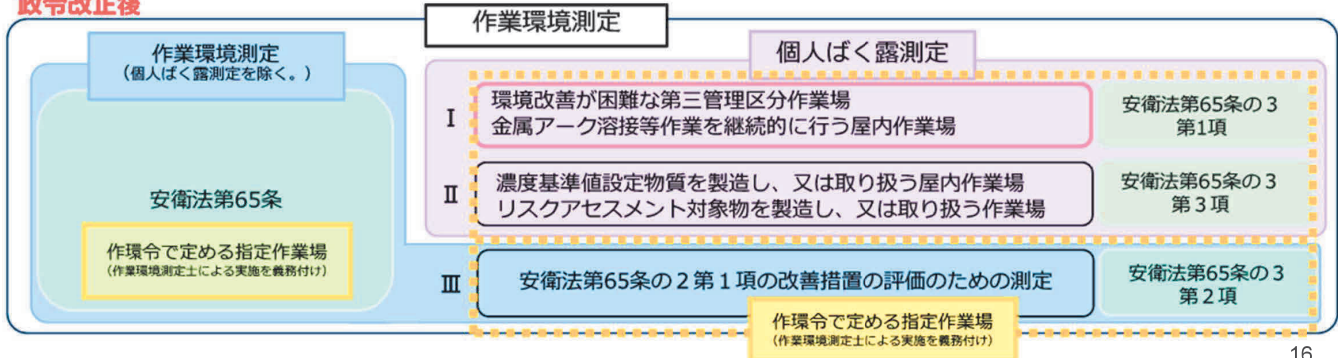 政令改正後
作業環境測定
作業環境測定
(個人ばく露測定を除く。)
安衛法第65条
作環令で定める指定作業場
(作業環境測定士による実施を義務付け)
個人ばく露測定
Ⅰ
環境改善が困難な第三管理区分作業場
金属アーク溶接等作業を継続的に行う屋内作業場
安衛法第65条の3
第1項
Ⅱ
濃度基準値設定物質を製造し、又は取り扱う屋内作業場
リスクアセスメント対象物を製造し、又は取り扱う作業場
安衛法第65条の3
第3項
Ⅲ
安衛法第65条の2第1項の改善措置の評価のための測定
安衛法第65条の3
第2項
作環令で定める指定作業場
(作業環境測定士による実施を義務付け)
16